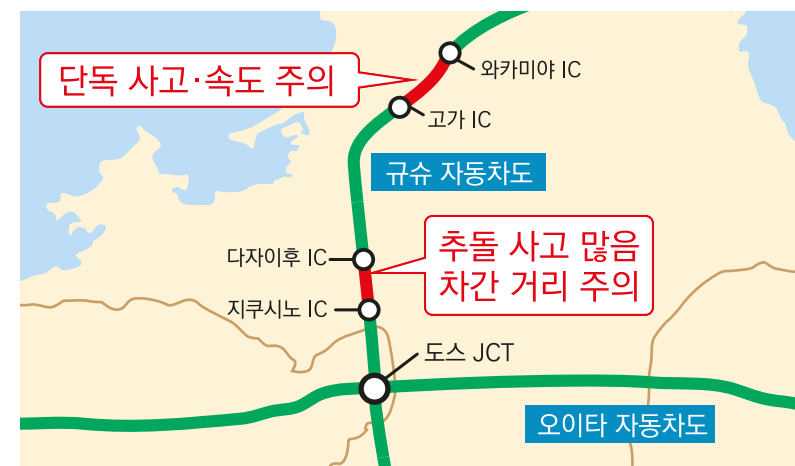 단독 사고·속도 주의
와카미야 IC
고가 IC
규슈 자동차도
다자이후 IC
추돌 사고 많음
차간 거리 주의
지쿠시노 IC
도스 JCT
오이타 자동차도